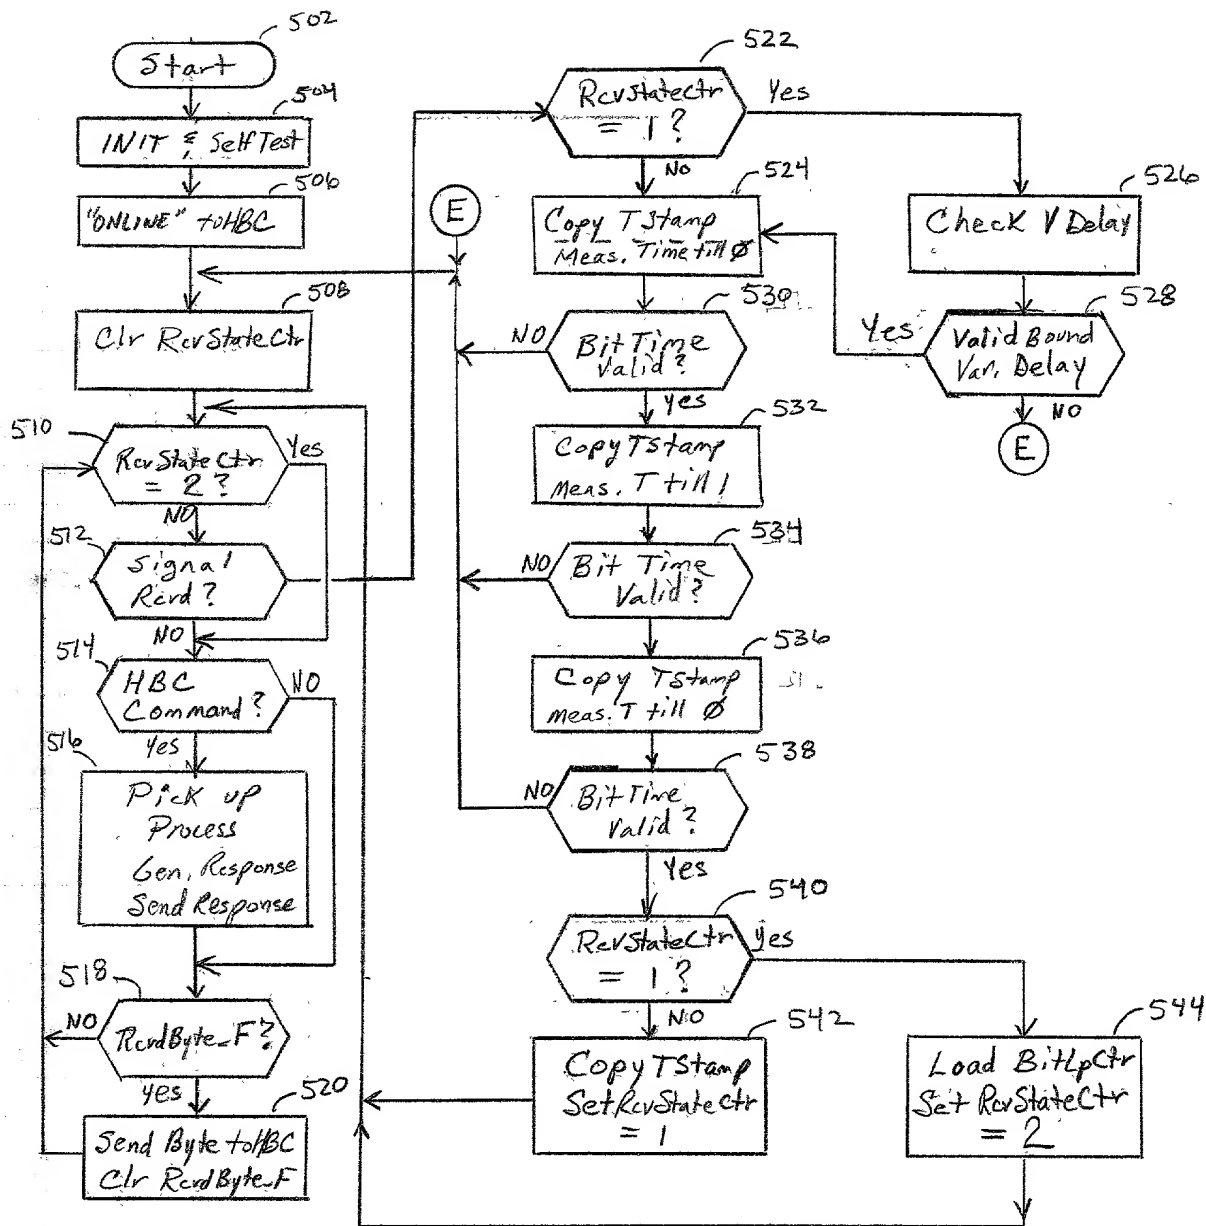 502
Start
504
INIT & Self Test
506
"ONLINE" to HBC
508
Clr RcvStateCtr
510
RcvStateCtr
= 2?
Yes
NO
512
Signal
Rcrd?
NO
514
HBC
Command?
NO
Yes
516
Pick up
Process
Gen. Response
Send Response
518
RcrdByte_F?
NO
yes
520
Send Byte to HBC
Clr RcrdByte_F
522
RcvStateCtr
= 1?
Yes
NO
E
524
Copy TStamp
Meas. Time till Ø
526
Check V Delay
528
Valid Bound
Var. Delay
Yes
NO
E
530
Bit Time
Valid?
NO
Yes
532
Copy TStamp
Meas. T till 1
534
Bit Time
Valid?
NO
536
Copy TStamp
Meas. T till Ø
538
Bit Time
Valid?
NO
Yes
540
RcvStateCtr
= 1?
Yes
NO
542
Copy TStamp
Set RcvStateCtr
= 1
544
Load BitLpCtr
Set RcvStateCtr
= 2